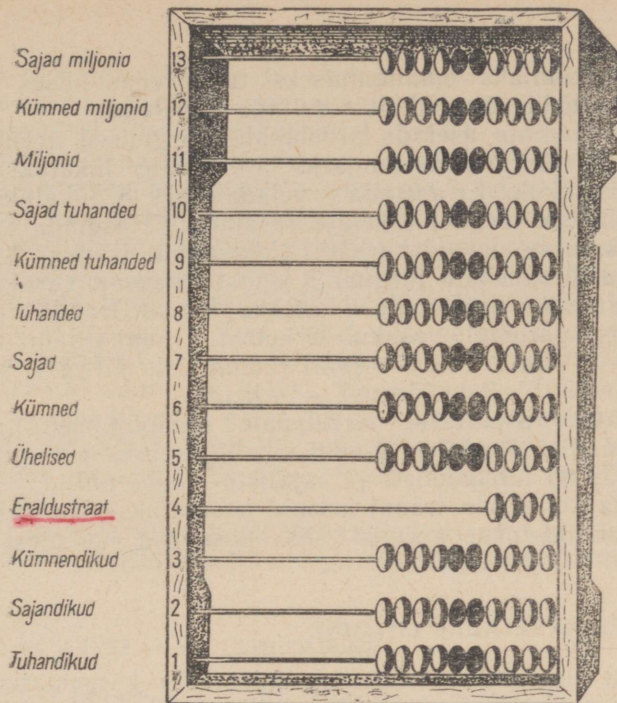 Sajad miljonid 13
Kümned miljonid 12
Miljonid 11
Sajad tuhanded 10
Kümned tuhanded 9
Tuhanded 8
Sajad 7
Kümned 6
Ühelised 5
Eraldustraat 4
Kümnendikud 3
Sajandikud 2
Tuhandikud 1